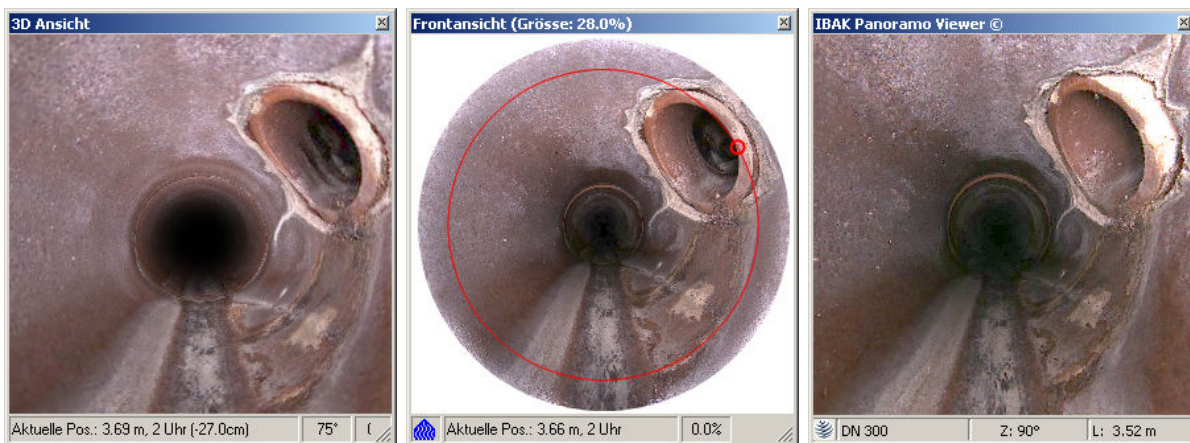 3D Ansicht
Aktuelle Pos.: 3.69 m, 2 Uhr (-27.0cm)
75°
Frontansicht (Grösse: 28.0%)
Aktuelle Pos.: 3.66 m, 2 Uhr
0.0%
IBAK Panoramo Viewer ©
DN 300
Z: 90°
L: 3.52 m